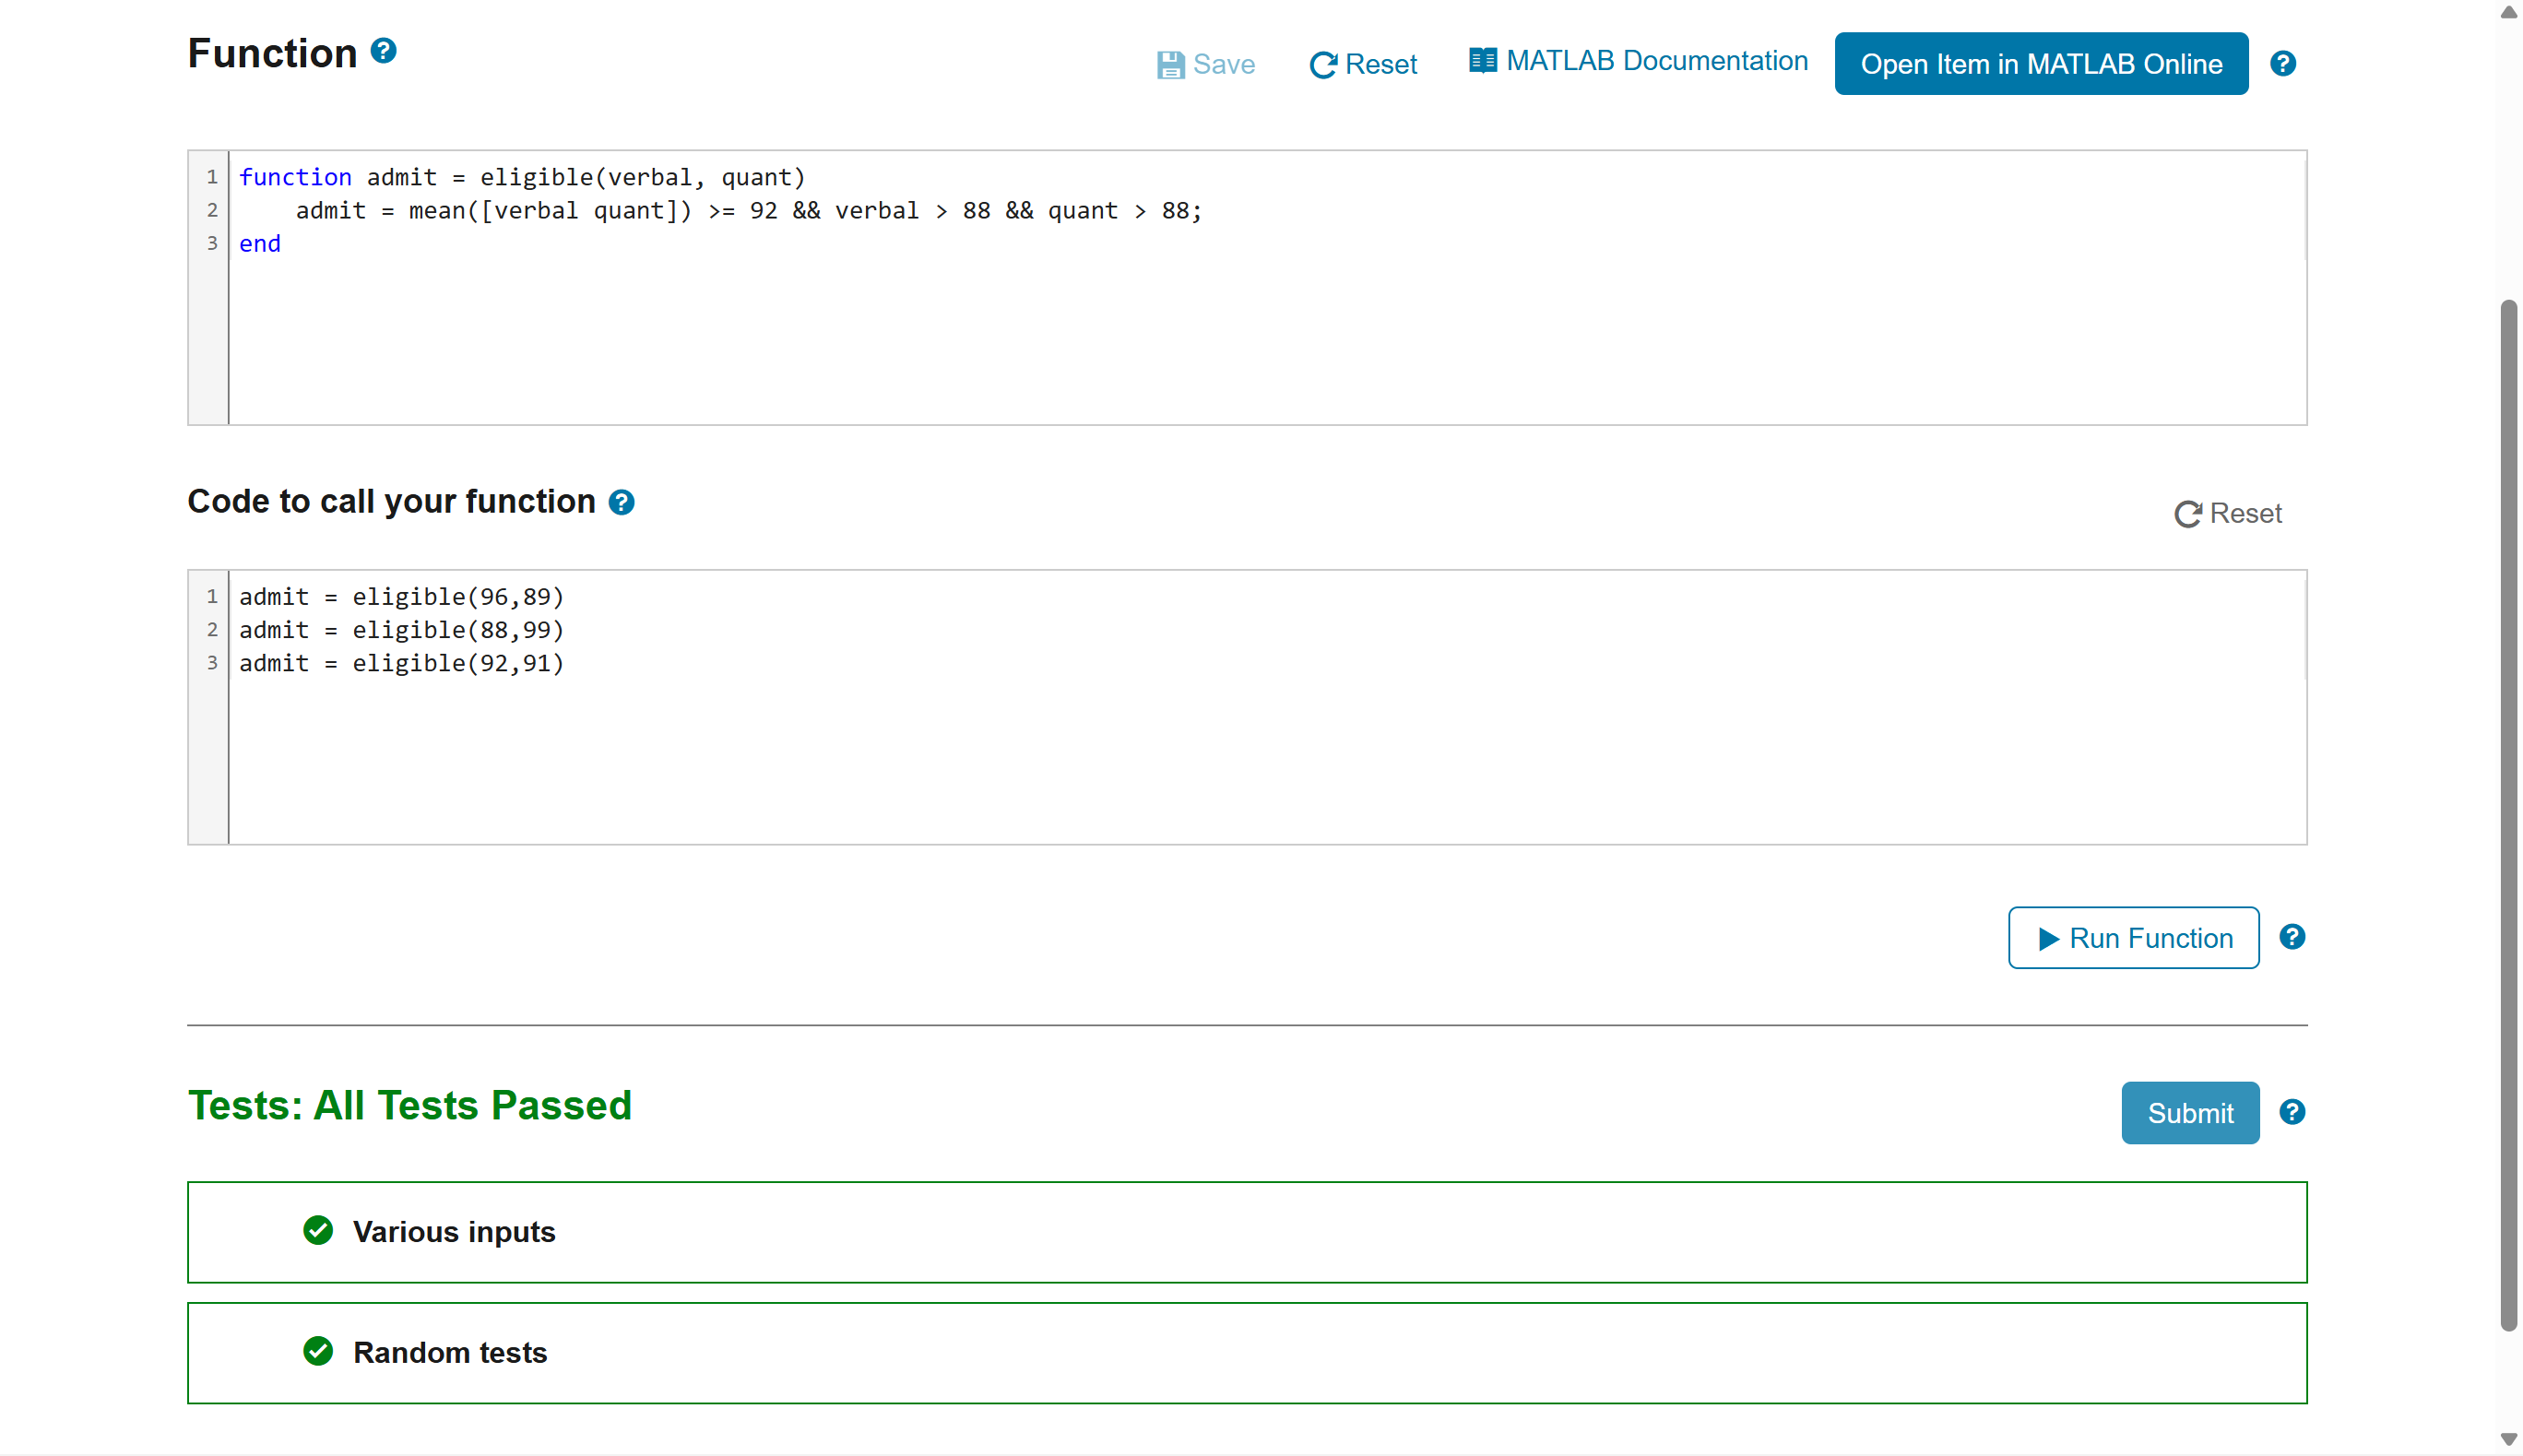 Function ?
Save Reset MATLAB Documentation Open Item in MATLAB Online ?
1 function admit = eligible(verbal, quant)
2     admit = mean([verbal quant]) >= 92 && verbal > 88 && quant > 88;
3 end
Code to call your function ?
Reset
1 admit = eligible(96,89)
2 admit = eligible(88,99)
3 admit = eligible(92,91)
Run Function ?
Tests: All Tests Passed
Submit ?
Various inputs
Random tests